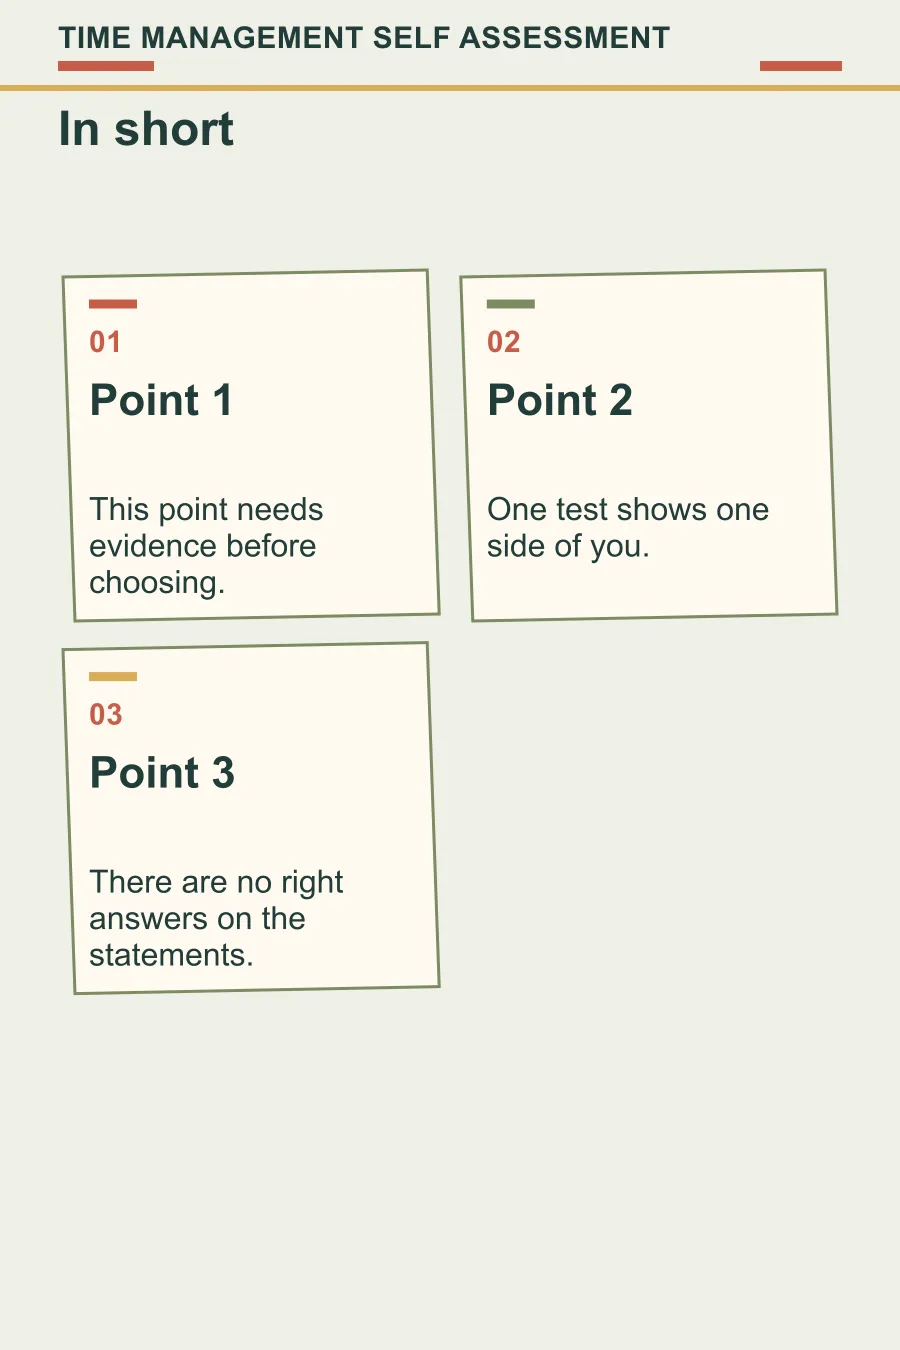 TIME MANAGEMENT SELF ASSESSMENT
In short
01
Point 1
This point needs
evidence before
choosing.
02
Point 2
One test shows one
side of you.
03
Point 3
There are no right
answers on the
statements.